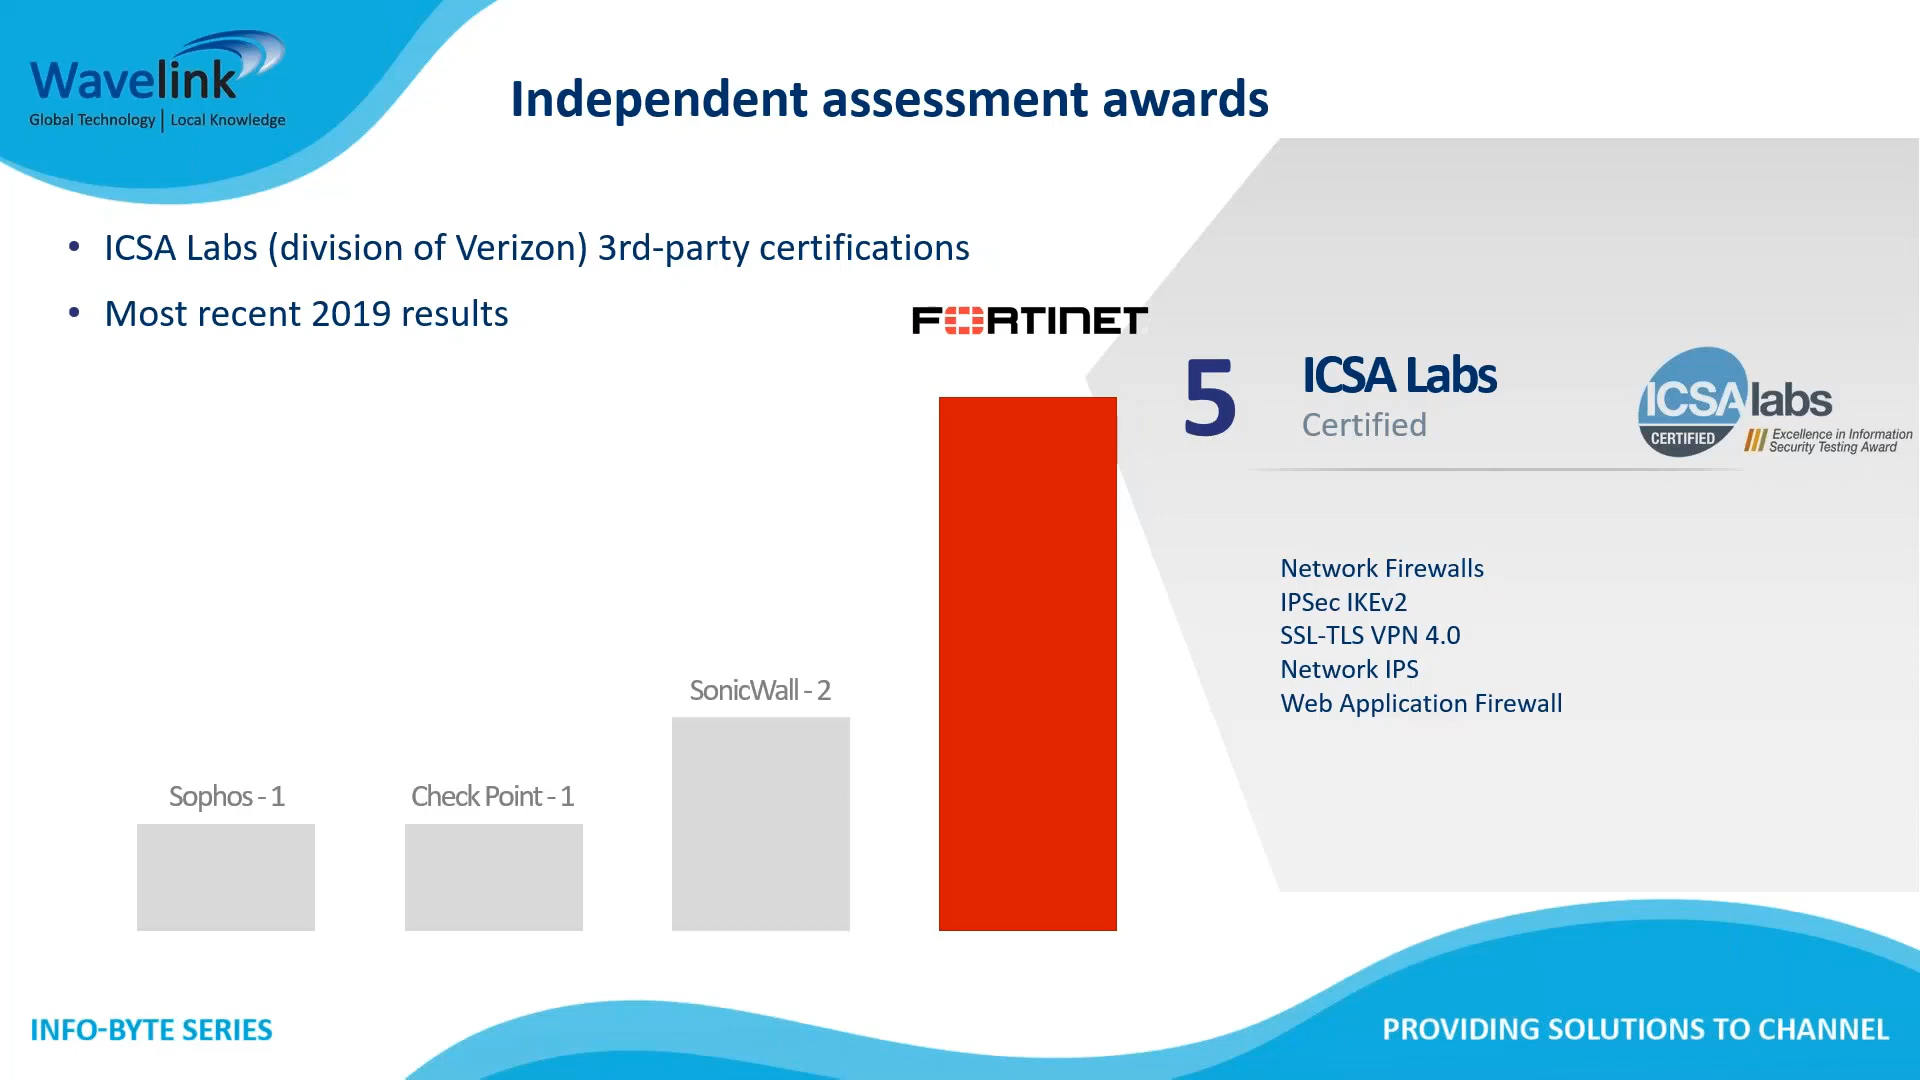 Wavelink
Global Technology | Local Knowledge
Independent assessment awards
• ICSA Labs (division of Verizon) 3rd-party certifications
• Most recent 2019 results
FORTINET
5
ICSA Labs
Certified
ICSAlabs
CERTIFIED
Excellence in Information
Security Testing Award
Network Firewalls
IPSec IKEv2
SSL-TLS VPN 4.0
Network IPS
Web Application Firewall
SonicWall - 2
Sophos - 1
Check Point - 1
INFO-BYTE SERIES
PROVIDING SOLUTIONS TO CHANNEL